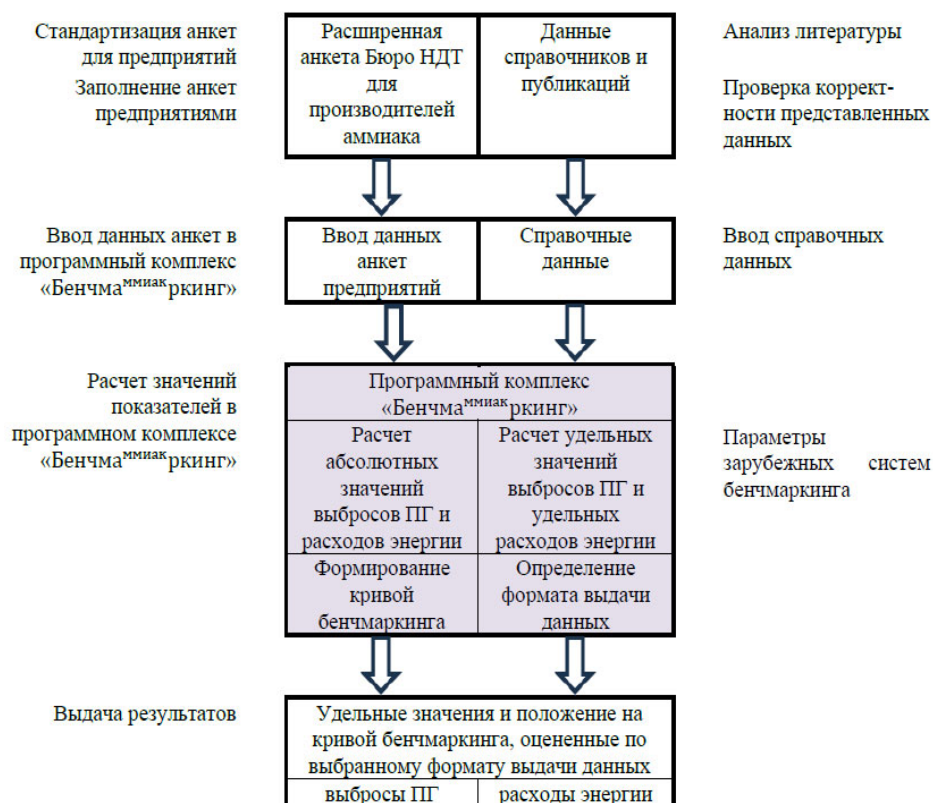 Стандартизация анкет
для предприятий
Заполнение анкет
предприятиями
Расширенная
анкета Бюро НДТ
для
производителей
аммиака
Данные
справочников и
публикаций
Анализ литературы
Проверка коррект-
ности представленных
данных
Ввод данных анкет в
программный комплекс
«Бенчмаммиакркинг»
Ввод данных
анкет
предприятий
Справочные
данные
Ввод справочных
данных
Расчет значений
показателей в
программном комплексе
«Бенчмаммиакркинг»
Программный комплекс
«Бенчмаммиакркинг»
Расчет
абсолютных
значений
выбросов ПГ и
расходов энергии
Расчет удельных
значений
выбросов ПГ и
удельных
расходов энергии
Формирование
кривой
бенчмаркинга
Определение
формата выдачи
данных
Параметры
зарубежных систем
бенчмаркинга
Выдача результатов
Удельные значения и положение на
кривой бенчмаркинга, оцененные по
выбранному формату выдачи данных
выбросы ПГ
расходы энергии